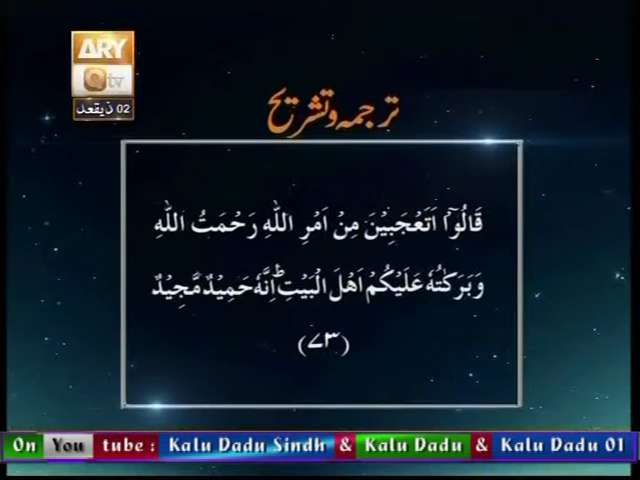 ARY
Qtv
02 ذیقعد
ترجمہ و تشریح
قَالُوْۤا اَتَعْجَبِیْنَ مِنْ اَمْرِ اللّٰهِ رَحْمَتُ اللّٰهِ
وَبَرَكٰتُهٗ عَلَیْكُمْ اَهْلَ الْبَیْتِ ؕ اِنَّهٗ حَمِیْدٌ مَّجِیْدٌ
(۷۳)
On You tube : Kalu Dadu Sindh & Kalu Dadu & Kalu Dadu 01